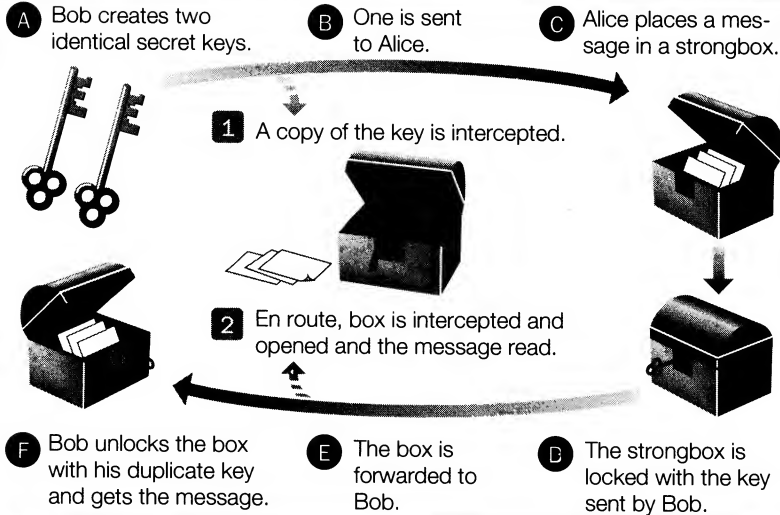 A Bob creates two
identical secret keys.
B One is sent
to Alice.
C Alice places a mes-
sage in a strongbox.
1 A copy of the key is intercepted.
2 En route, box is intercepted and
opened and the message read.
F Bob unlocks the box
with his duplicate key
and gets the message.
E The box is
forwarded to
Bob.
D The strongbox is
locked with the key
sent by Bob.